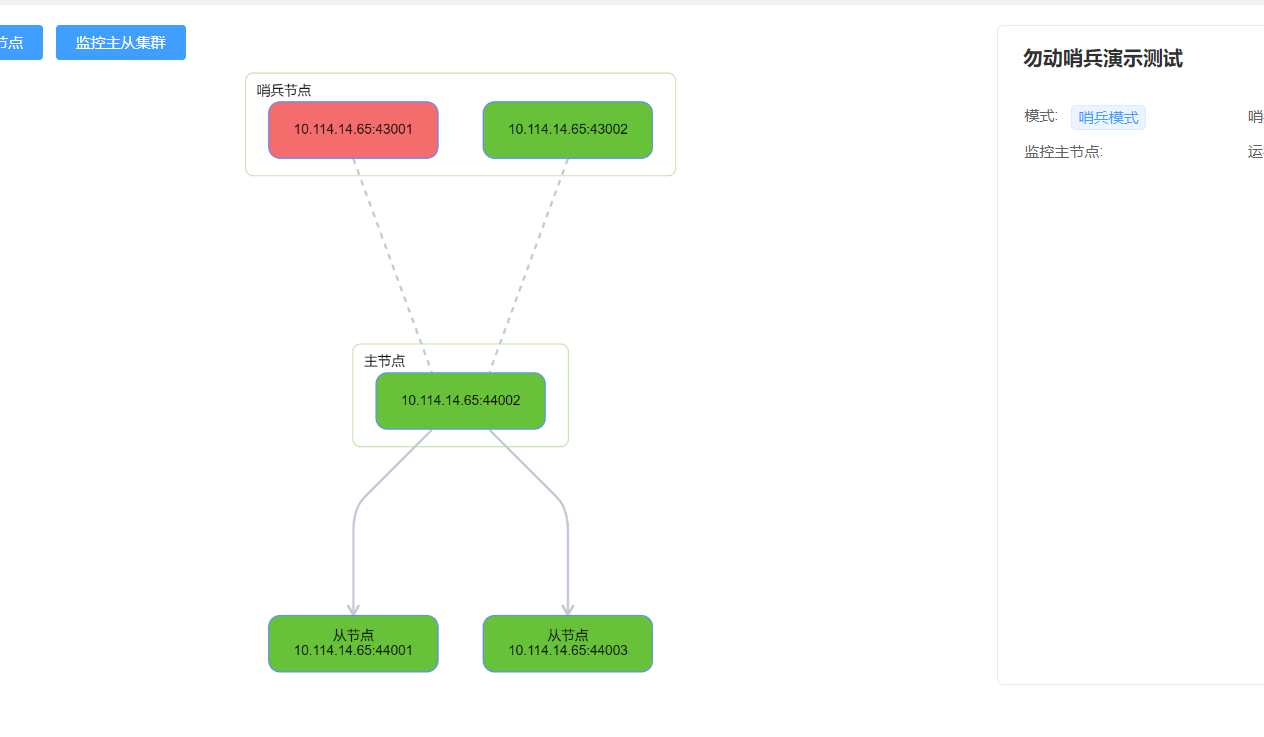 节点
监控主从集群
哨兵节点
10.114.14.65:43001
10.114.14.65:43002
主节点
10.114.14.65:44002
从节点
10.114.14.65:44001
从节点
10.114.14.65:44003
勿动哨兵演示测试
模式: 哨兵模式
哨
监控主节点:
运